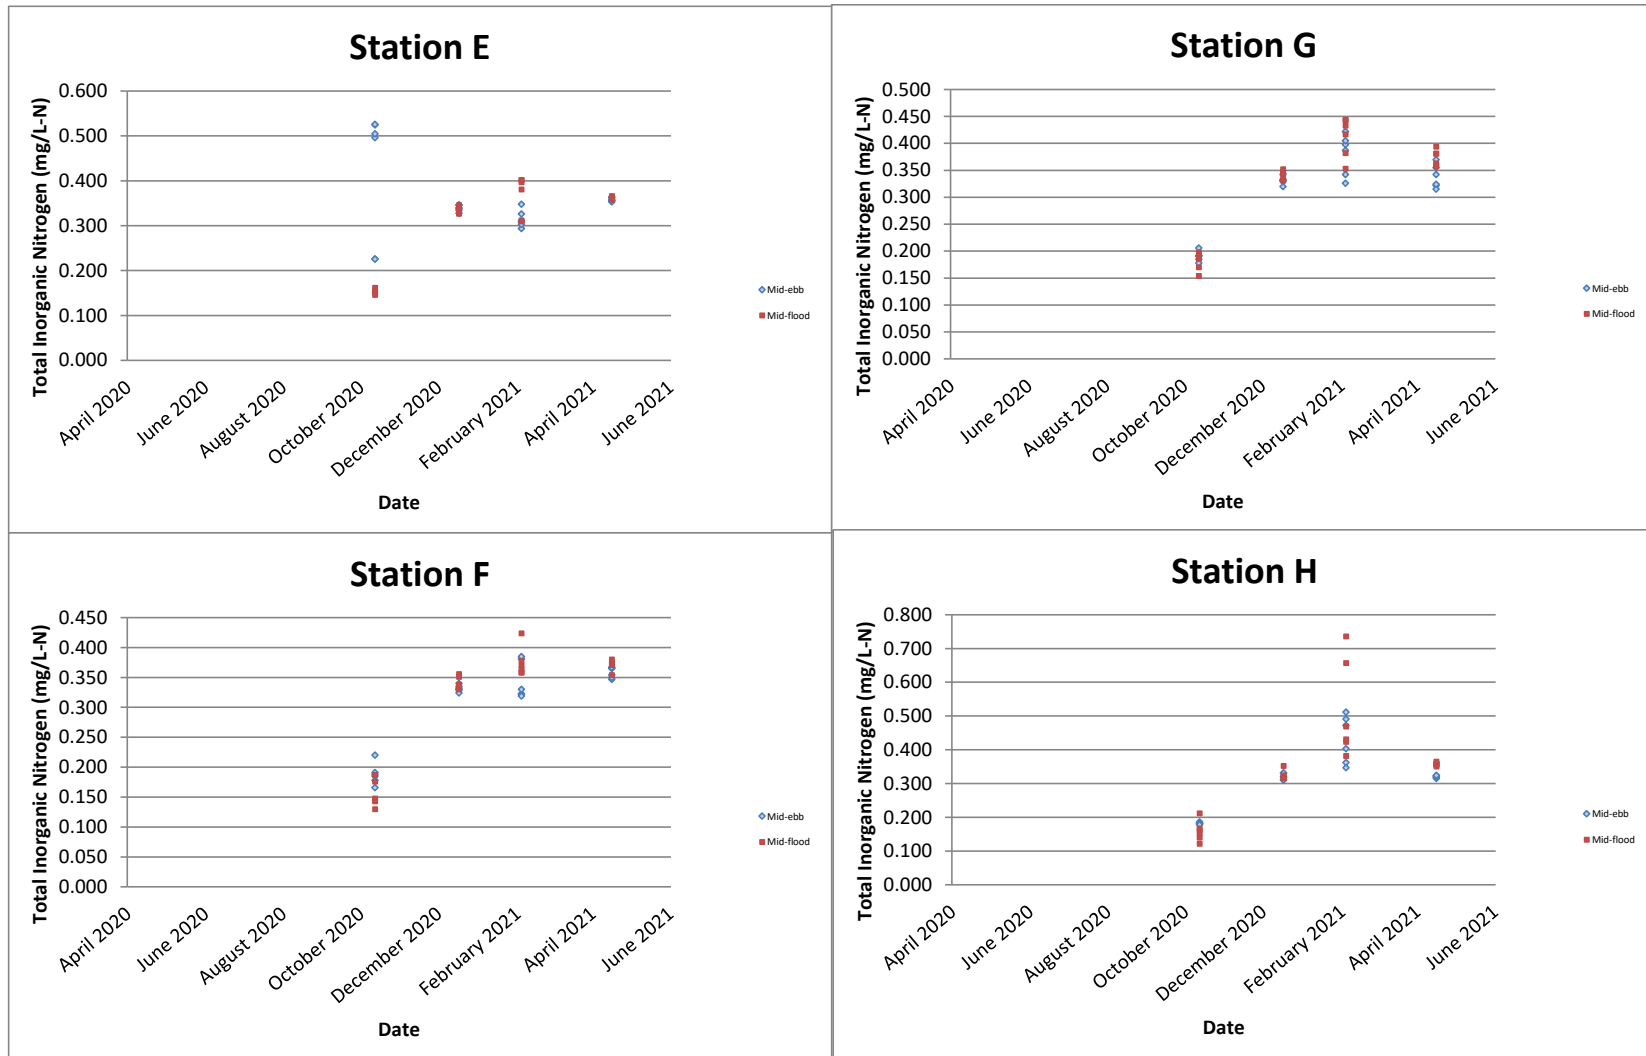 Station E
Total Inorganic Nitrogen (mg/L-N)
0.600
0.500
0.400
0.300
0.200
0.100
0.000
April 2020
June 2020
August 2020
October 2020
December 2020
February 2021
April 2021
June 2021
Date
Mid-ebb
Mid-flood
Station G
Total Inorganic Nitrogen (mg/L-N)
0.500
0.450
0.400
0.350
0.300
0.250
0.200
0.150
0.100
0.050
0.000
April 2020
June 2020
August 2020
October 2020
December 2020
February 2021
April 2021
June 2021
Date
Mid-ebb
Mid-flood
Station F
Total Inorganic Nitrogen (mg/L-N)
0.450
0.400
0.350
0.300
0.250
0.200
0.150
0.100
0.050
0.000
April 2020
June 2020
August 2020
October 2020
December 2020
February 2021
April 2021
June 2021
Date
Mid-ebb
Mid-flood
Station H
Total Inorganic Nitrogen (mg/L-N)
0.800
0.700
0.600
0.500
0.400
0.300
0.200
0.100
0.000
April 2020
June 2020
August 2020
October 2020
December 2020
February 2021
April 2021
June 2021
Date
Mid-ebb
Mid-flood